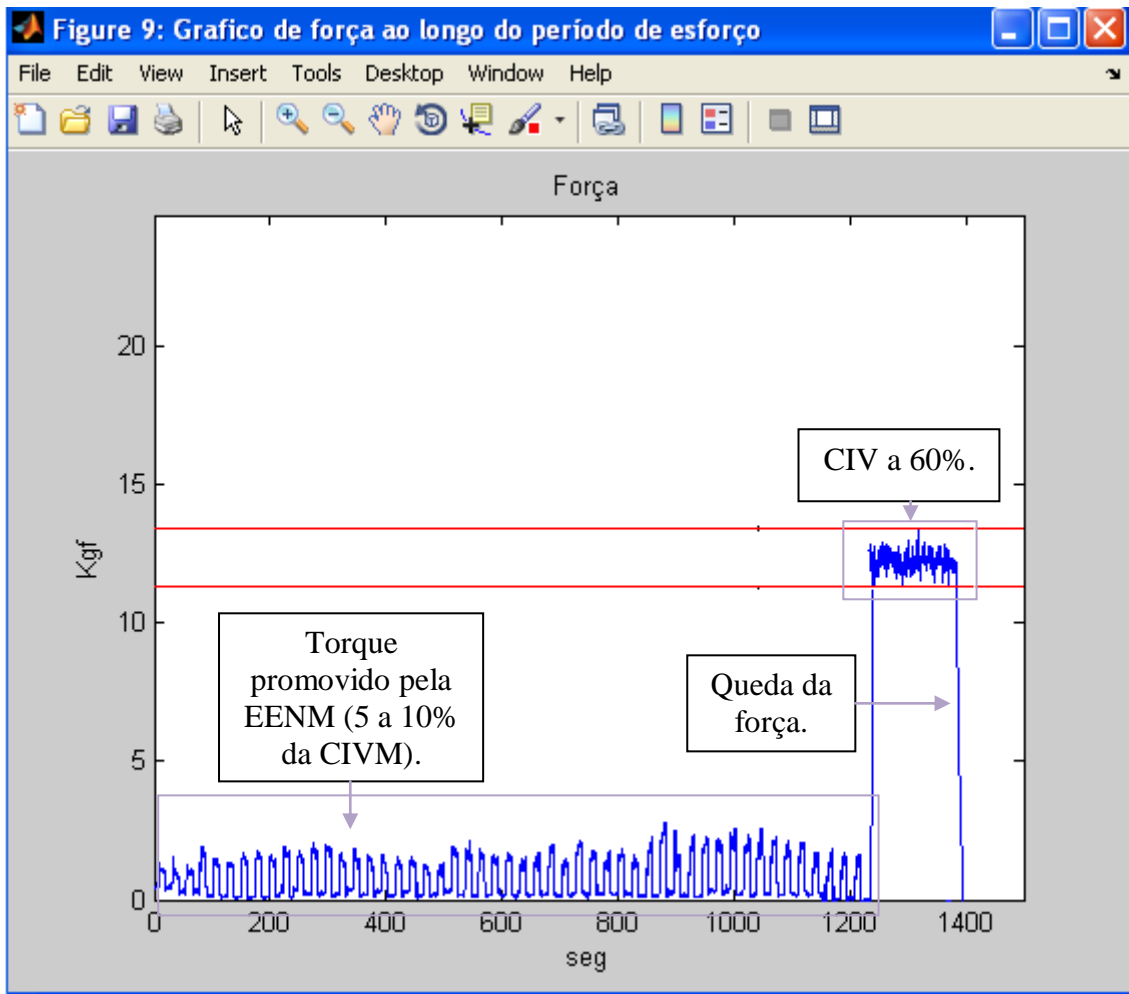 Figure 9: Grafico de força ao longo do período de esforço
File Edit View Insert Tools Desktop Window Help
Força
20
15
10
5
0
Kgf
CIV a 60%.
Torque
promovido pela
EENM (5 a 10%
da CIVM).
Queda da
força.
0 200 400 600 800 1000 1200 1400
seg